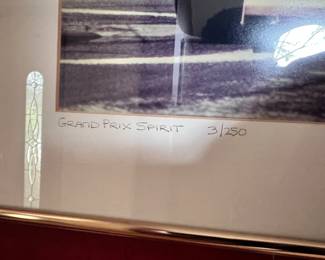 GRAND PRIX SPIRIT 3/250